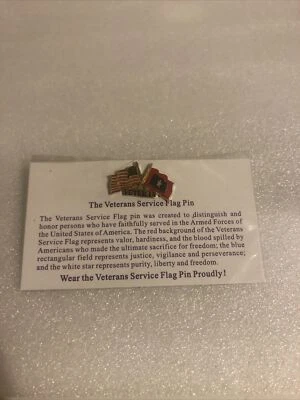 VETERAN
The Veterans Service Flag Pin
The Veterans Service Flag pin was created to distinguish and
honor persons who have faithfully served in the Armed Forces of
the United States of America. The red background of the Veterans
Service Flag represents valor, hardiness, and the blood spilled by
Americans who made the ultimate sacrifice for freedom; the blue
rectangular field represents justice, vigilance and perseverance;
and the white star represents purity, liberty and freedom.
Wear the Veterans Service Flag Pin Proudly!